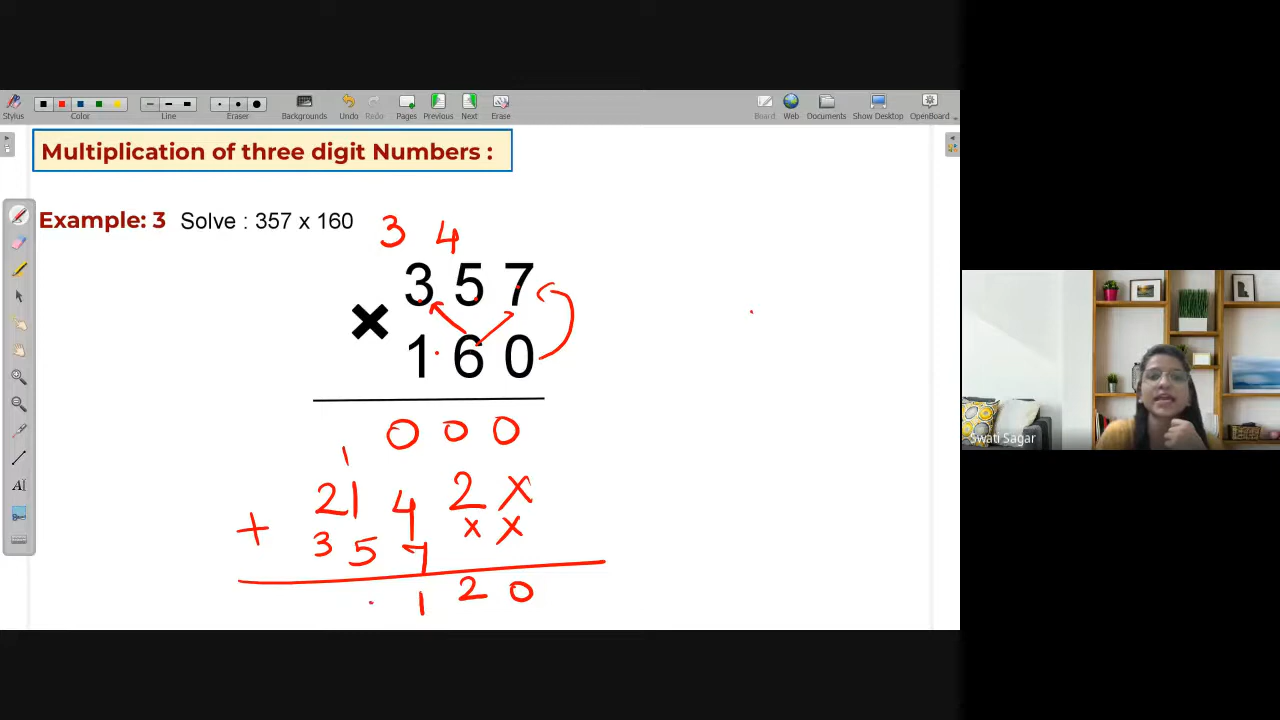 Stylus Color Line Eraser Backgrounds Undo Redo Pages Previous Next Erase Board Web Documents Show Desktop OpenBoard
Multiplication of three digit Numbers :
Example: 3 Solve : 357 x 160
3 4
3 5 7
× 1 6 0
0 0 0
1
2 1 4 2 x
+ 3 5 7 x x
1 2 0
Swati Sagar